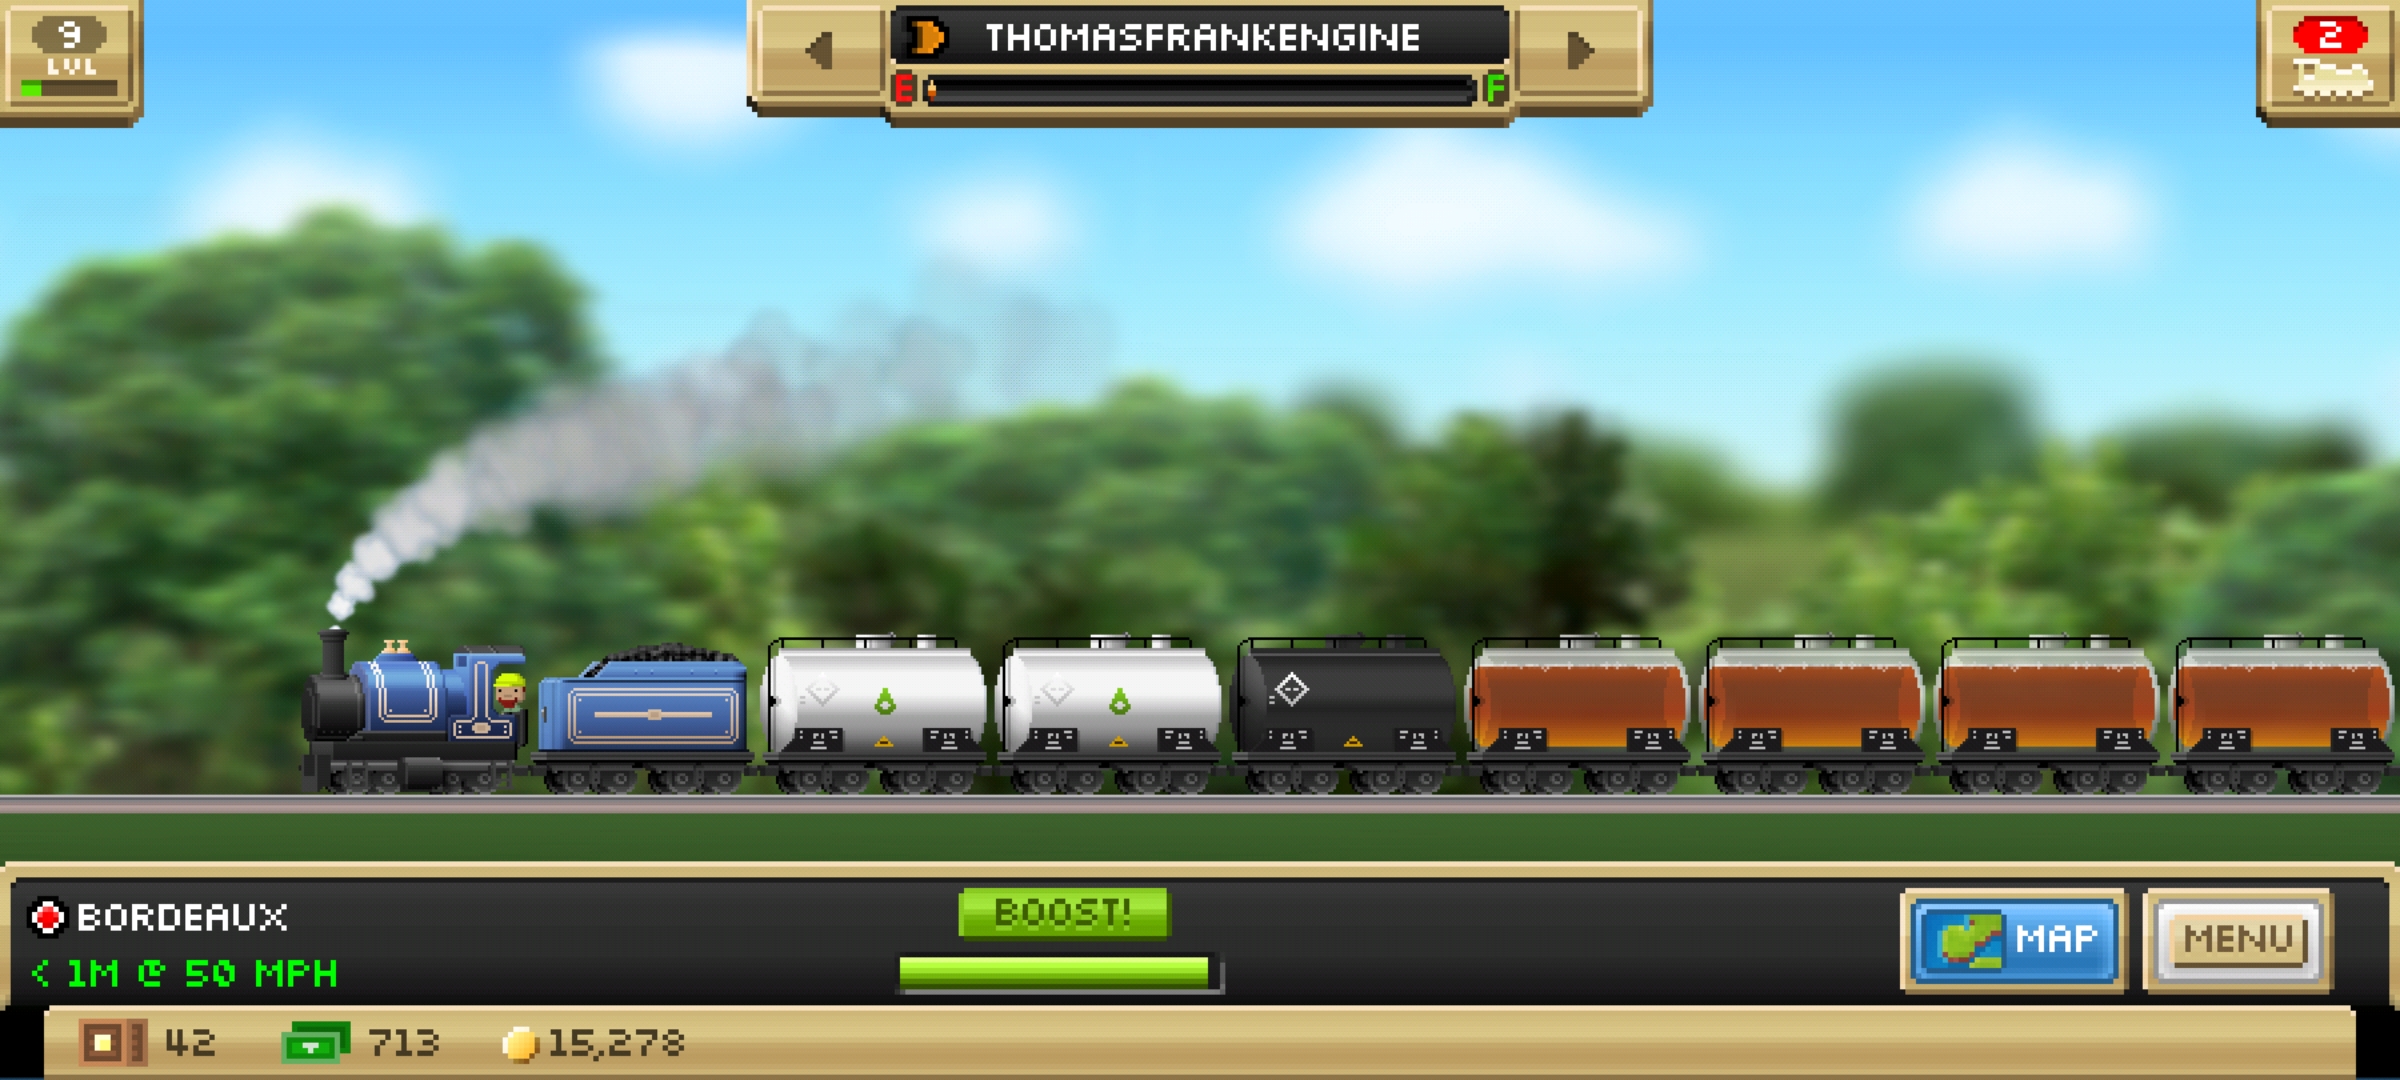 9
LVL
THOMASFRANKENGINE
E F
2
BORDEAUX
< 1M @ 50 MPH
BOOST!
MAP
MENU
42 713 15,278